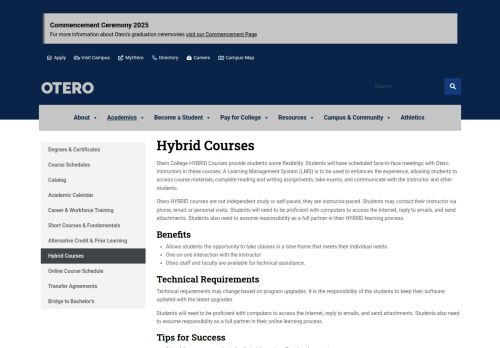 Commencement Ceremony 2025
For more information about Otero's graduation ceremonies visit our Commencement Page
Apply Visit Campus MyOtero Directory Careers Campus Map
OTERO
Search
About Academics Become a Student Pay for College Resources Campus & Community Athletics
Degrees & Certificates
Course Schedules
Catalog
Academic Calendar
Career & Workforce Training
Short Courses & Fundamentals
Alternative Credit & Prior Learning
Hybrid Courses
Online Course Schedule
Transfer Agreements
Bridge to Bachelor's
Hybrid Courses
Otero College HYBRID Courses provide students some flexibility. Students will have scheduled face-to-face meetings with Otero
instructors in these courses; A Learning Management System (LMS) is to be used to enhances the experience, allowing students to
access course materials, complete reading and writing assignments, take exams, and communicate with the instructor and other
students.
Otero HYBRID courses are not independent study or self-paced, they are instructor-paced. Students may contact their instructor via
phone, email, or personal visits. Students will need to be proficient with computers to access the Internet, reply to emails, and send
attachments. Students also need to assume responsibility as a full partner in their HYBRID learning process.
Benefits
Allows students the opportunity to take classes in a time-frame that meets their individual needs.
One-on-one interaction with the instructor.
Otero staff and faculty are available for technical assistance.
Technical Requirements
Technical requirements may change based on program upgrades. It is the responsibility of the students to keep their software
updated with the latest upgrades.
Students will need to be proficient with computers to access the Internet, reply to emails, and send attachments. Students also need
to assume responsibility as a full partner in their online learning process.
Tips for Success